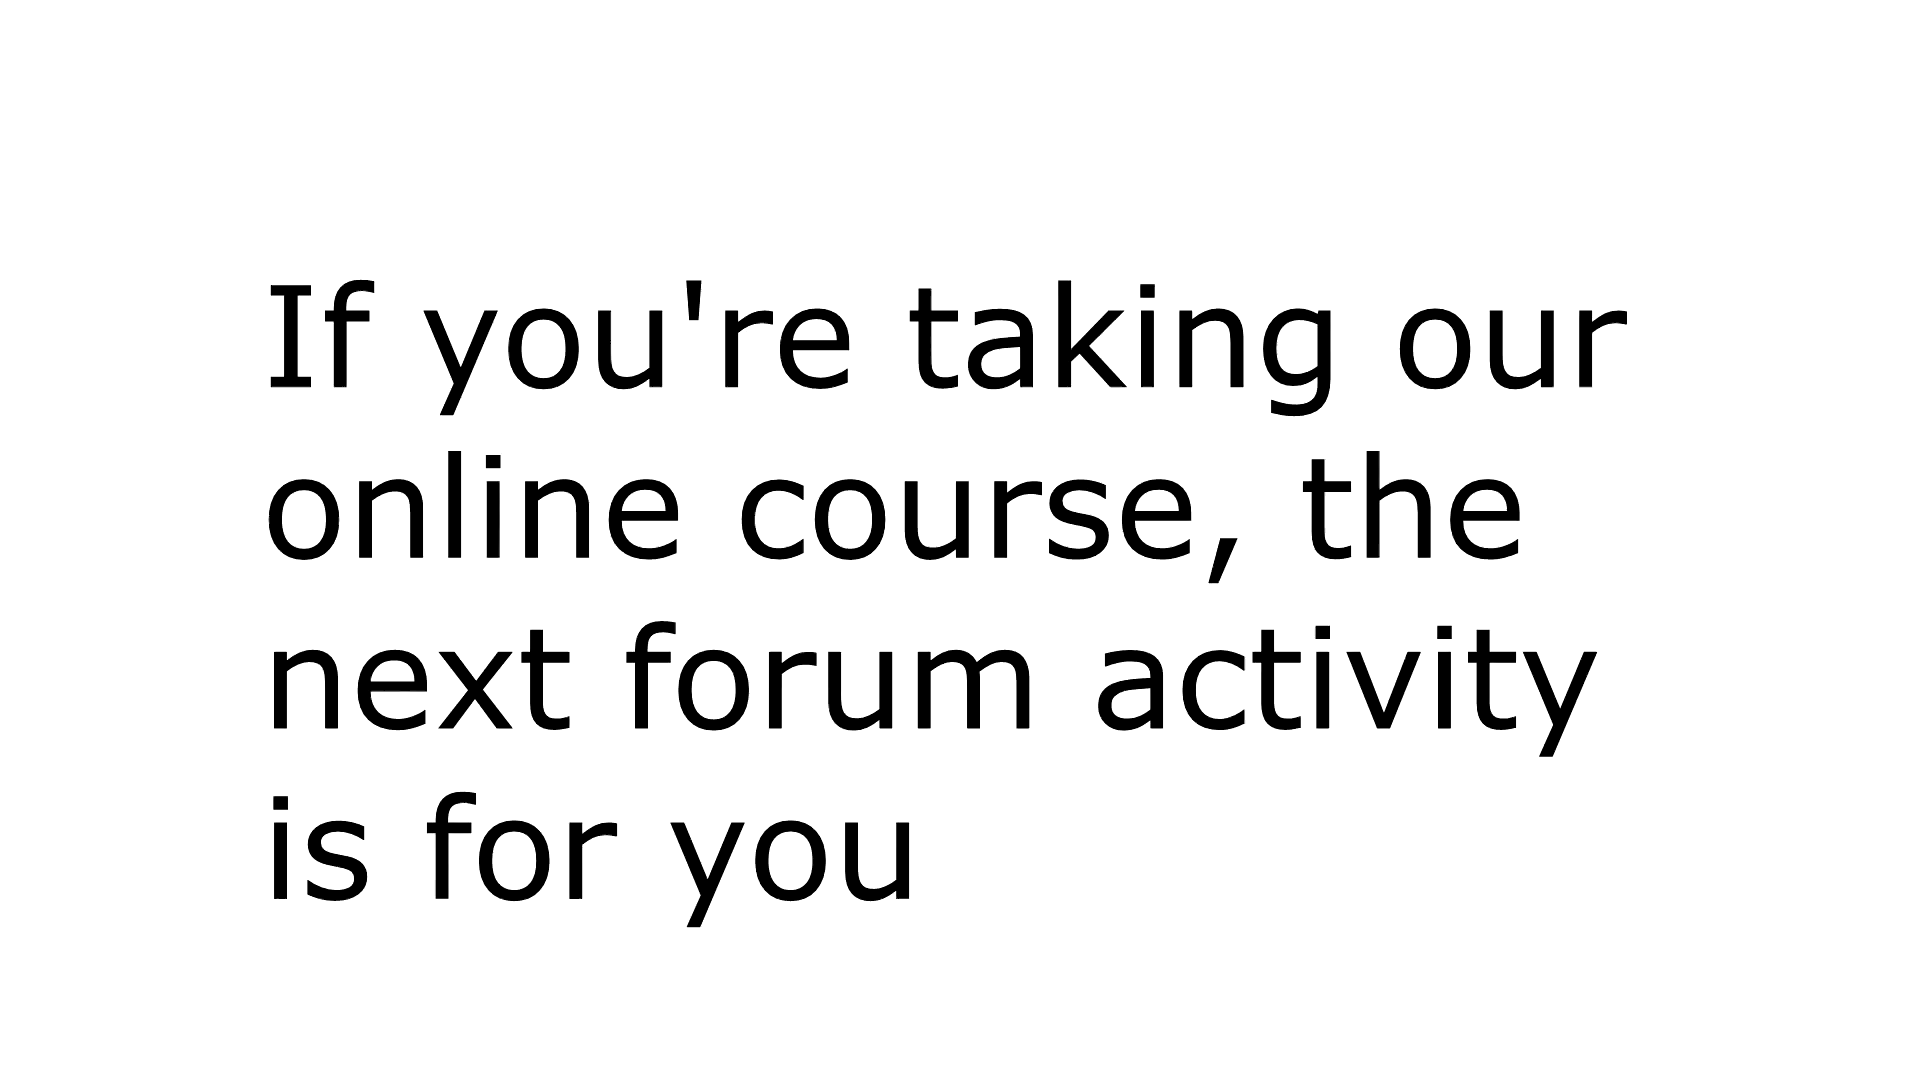 If you're taking our
online course, the
next forum activity
is for you